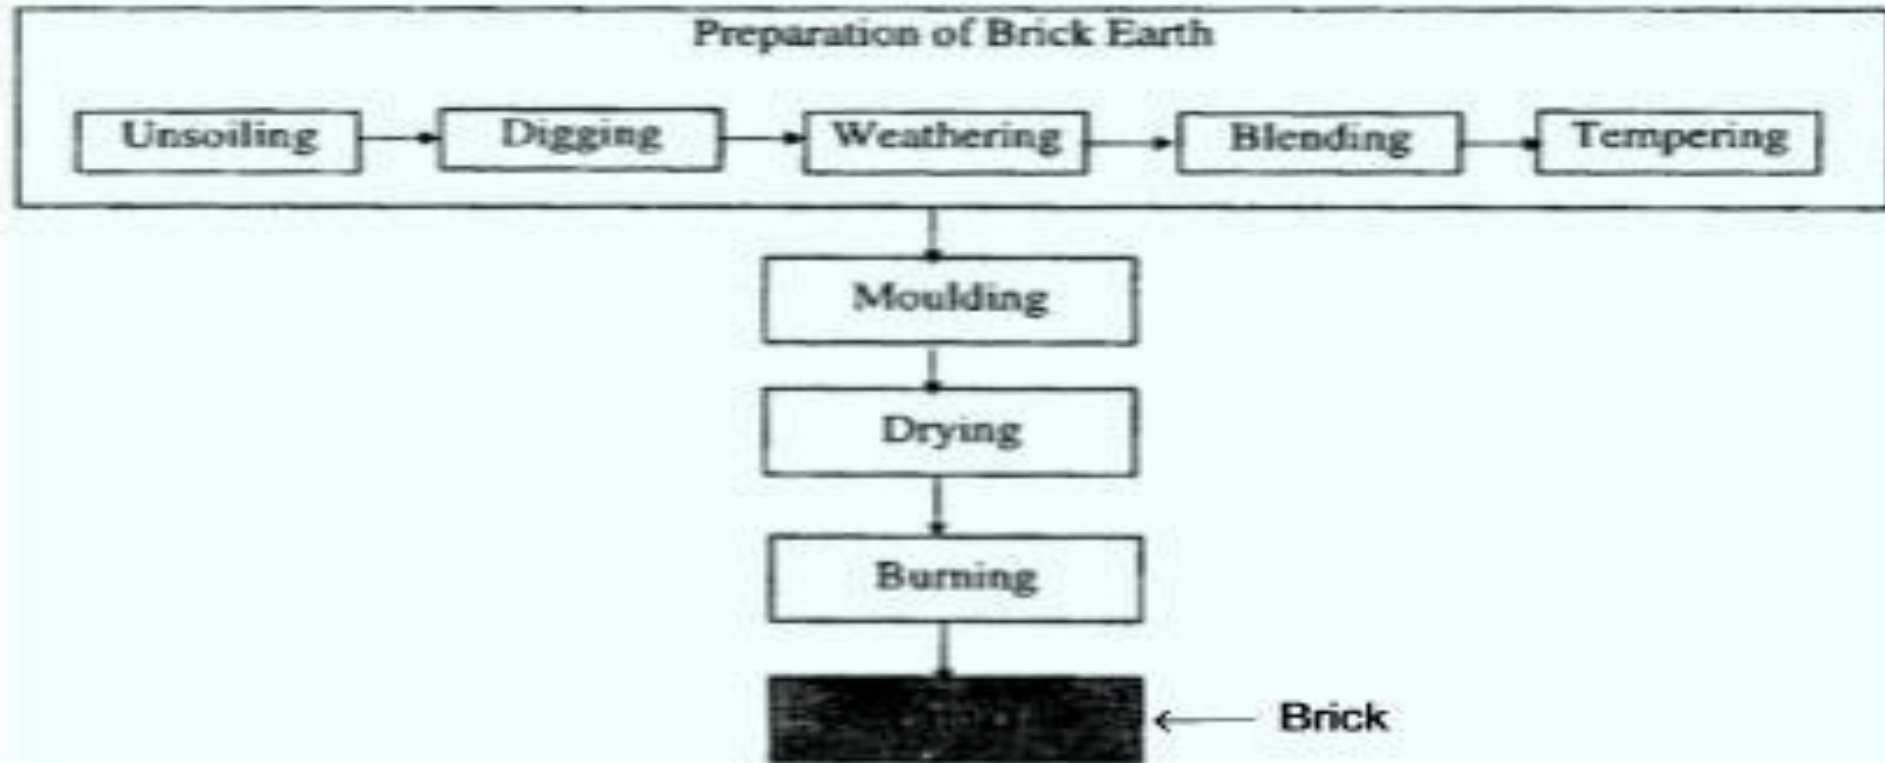 Preparation of Brick Earth
Unsoiling
Digging
Weathering
Blending
Tempering
Moulding
Drying
Burning
Brick